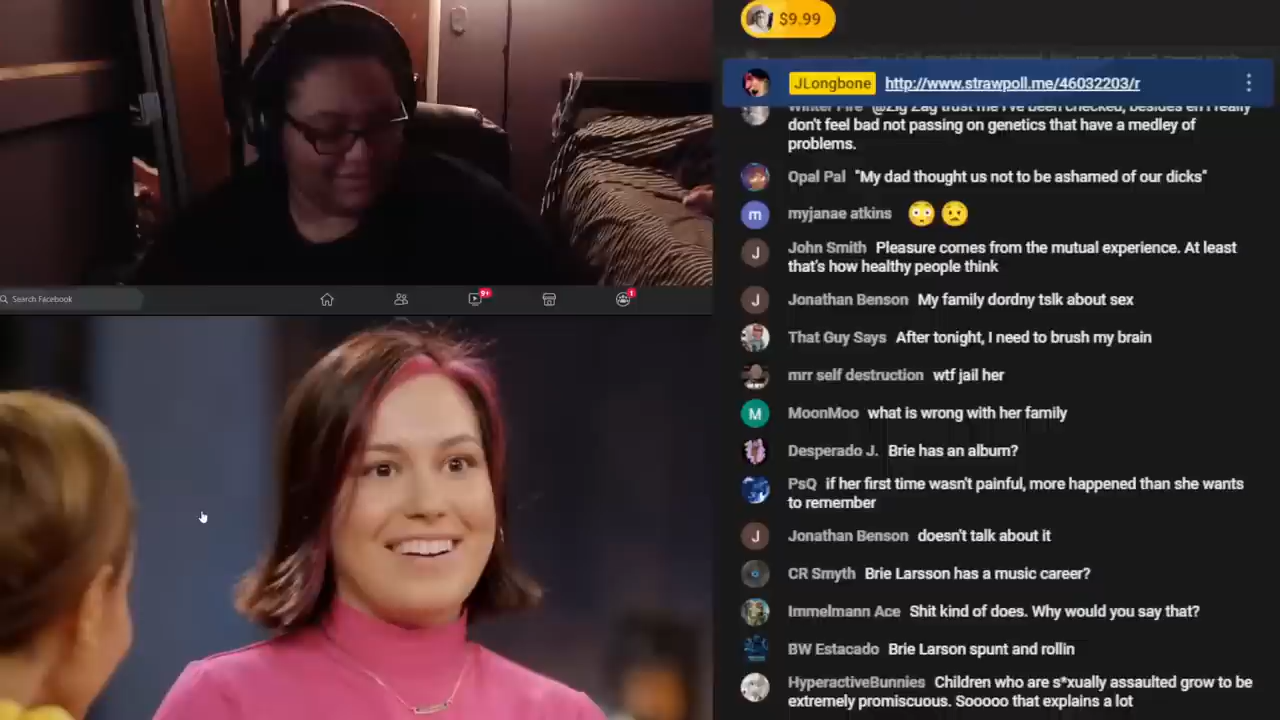 $9.99
JLongbone http://www.strawpoll.me/46032203/r
Winter Fire @Zig Zag trust me I've been checked, besides eh I really
don't feel bad not passing on genetics that have a medley of
problems.
Opal Pal "My dad thought us not to be ashamed of our dicks"
m myjanae atkins 😳 😟
J John Smith Pleasure comes from the mutual experience. At least
that's how healthy people think
J Jonathan Benson My family dordny tslk about sex
That Guy Says After tonight, I need to brush my brain
mrr self destruction wtf jail her
M MoonMoo what is wrong with her family
Desperado J. Brie has an album?
PsQ if her first time wasn't painful, more happened than she wants
to remember
J Jonathan Benson doesn't talk about it
CR Smyth Brie Larsson has a music career?
Immelmann Ace Shit kind of does. Why would you say that?
BW Estacado Brie Larson spunt and rollin
HyperactiveBunnies Children who are s*xually assaulted grow to be
extremely promiscuous. Sooooo that explains a lot
Search Facebook
9+
1